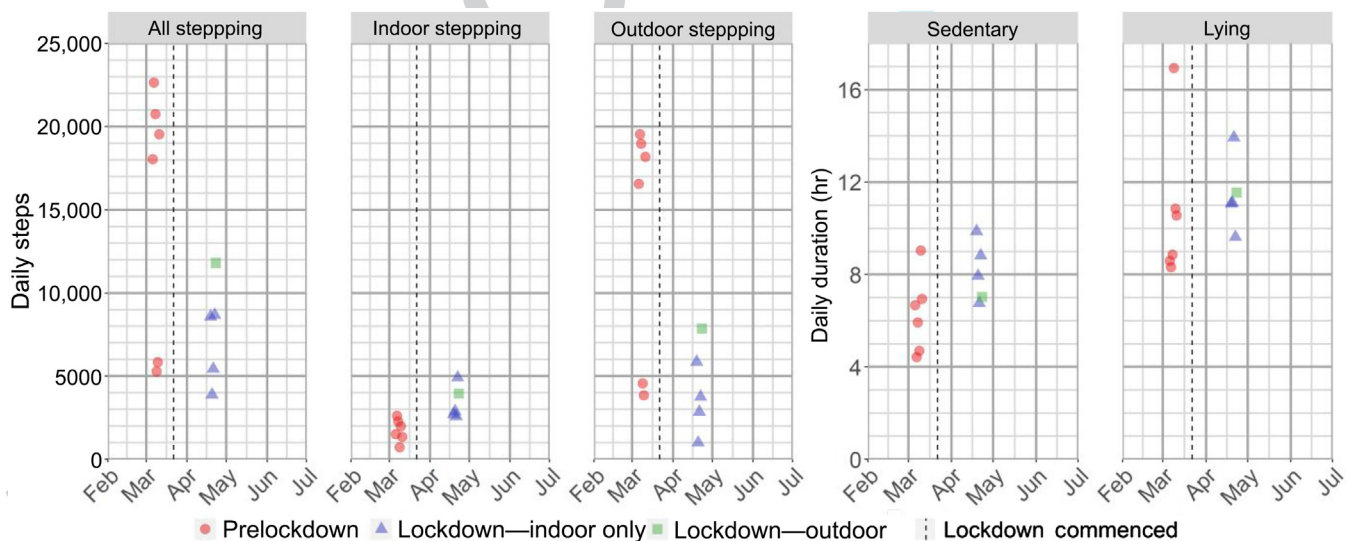 All steppping Indoor steppping Outdoor steppping Sedentary Lying
25,000
20,000
15,000
10,000
5000
0
Daily steps
16
12
8
4
0
Daily duration (hr)
Feb Mar Apr May Jun Jul Feb Mar Apr May Jun Jul Feb Mar Apr May Jun Jul Feb Mar Apr May Jun Jul Feb Mar Apr May Jun Jul
Prelockdown Lockdown—indoor only Lockdown—outdoor Lockdown commenced